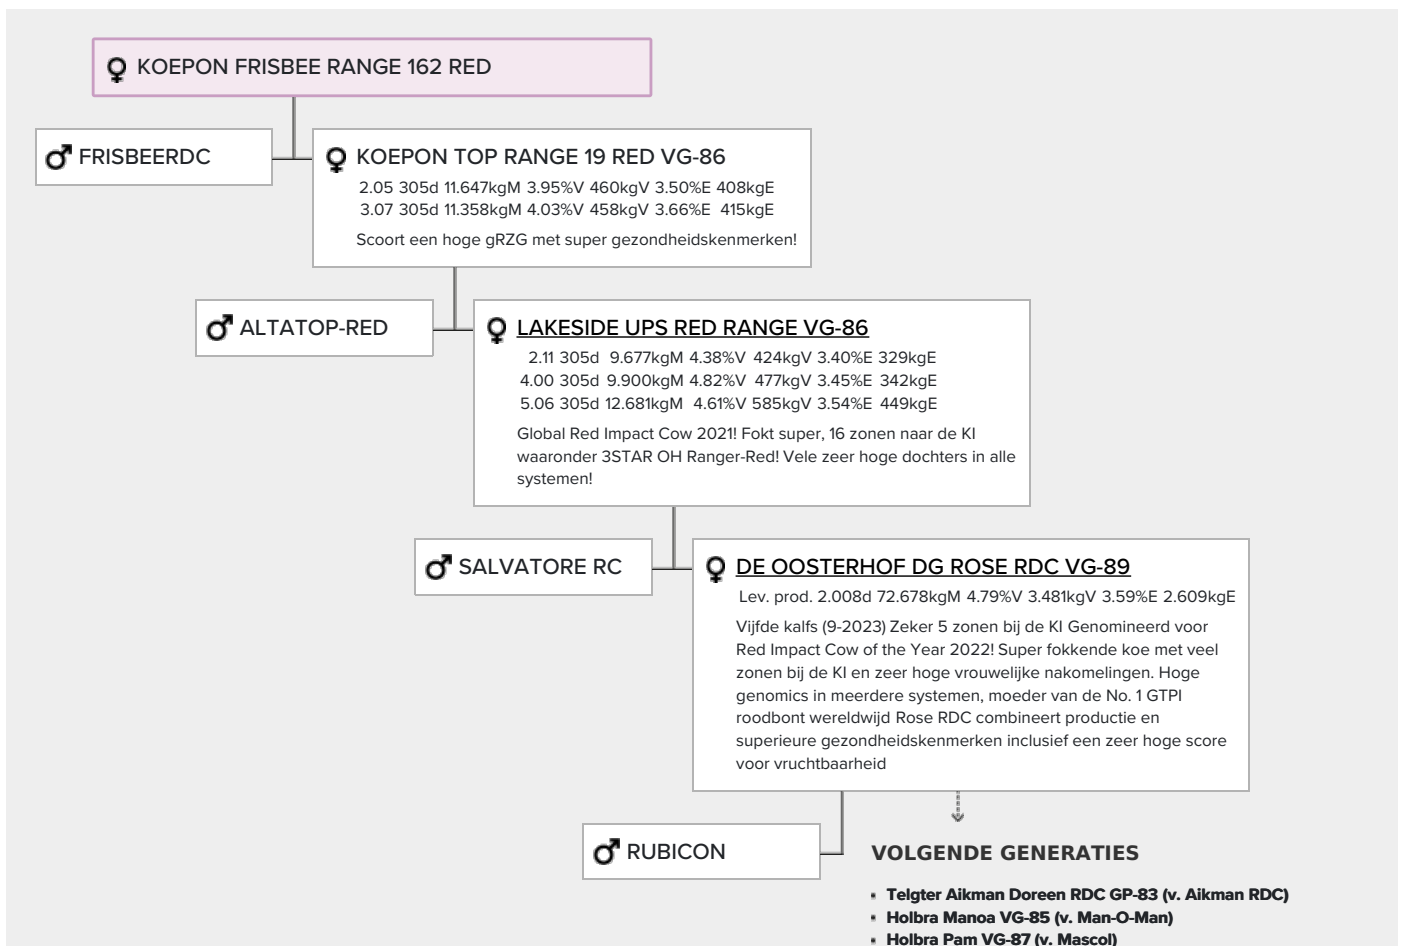 KOEPON FRISBEE RANGE 162 RED
FRISBEERDC
KOEPON TOP RANGE 19 RED VG-86
2.05 305d 11.647kgM 3.95%V 460kgV 3.50%E 408kgE
3.07 305d 11.358kgM 4.03%V 458kgV 3.66%E 415kgE
Scoort een hoge gRZG met super gezondheidskenmerken!
ALTATOP-RED
LAKESIDE UPS RED RANGE VG-86
2.11 305d 9.677kgM 4.38%V 424kgV 3.40%E 329kgE
4.00 305d 9.900kgM 4.82%V 477kgV 3.45%E 342kgE
5.06 305d 12.681kgM 4.61%V 585kgV 3.54%E 449kgE
Global Red Impact Cow 2021! Fokt super, 16 zonen naar de KI
waaronder 3STAR OH Ranger-Red! Vele zeer hoge dochters in alle
systemen!
SALVATORE RC
DE OOSTERHOF DG ROSE RDC VG-89
Lev. prod. 2.008d 72.678kgM 4.79%V 3.481kgV 3.59%E 2.609kgE
Vijfde kalfs (9-2023) Zeker 5 zonen bij de KI Genomineerd voor
Red Impact Cow of the Year 2022! Super fokkende koe met veel
zonen bij de KI en zeer hoge vrouwelijke nakomelingen. Hoge
genomics in meerdere systemen, moeder van de No. 1 GTPI
roodbont wereldwijd Rose RDC combineert productie en
superieure gezondheidskenmerken inclusief een zeer hoge score
voor vruchtbaarheid
RUBICON
VOLGENDE GENERATIES
▪ Telgter Aikman Doreen RDC GP-83 (v. Aikman RDC)
▪ Holbra Manoa VG-85 (v. Man-O-Man)
▪ Holbra Pam VG-87 (v. Mascol)